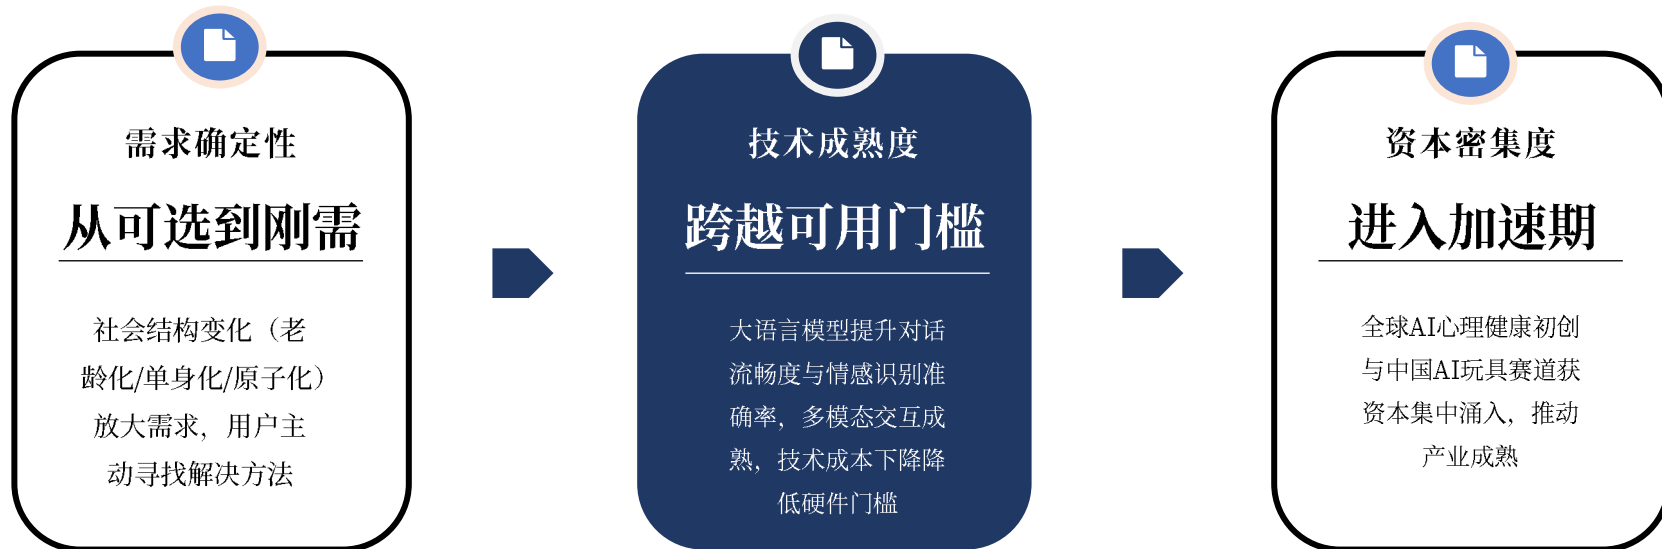 需求确定性
从可选到刚需
社会结构变化（老
龄化/单身化/原子化）
放大需求，用户主
动寻找解决方法
技术成熟度
跨越可用门槛
大语言模型提升对话
流畅度与情感识别准
确率，多模态交互成
熟，技术成本下降降
低硬件门槛
资本密集度
进入加速期
全球AI心理健康初创
与中国AI玩具赛道获
资本集中涌入，推动
产业成熟